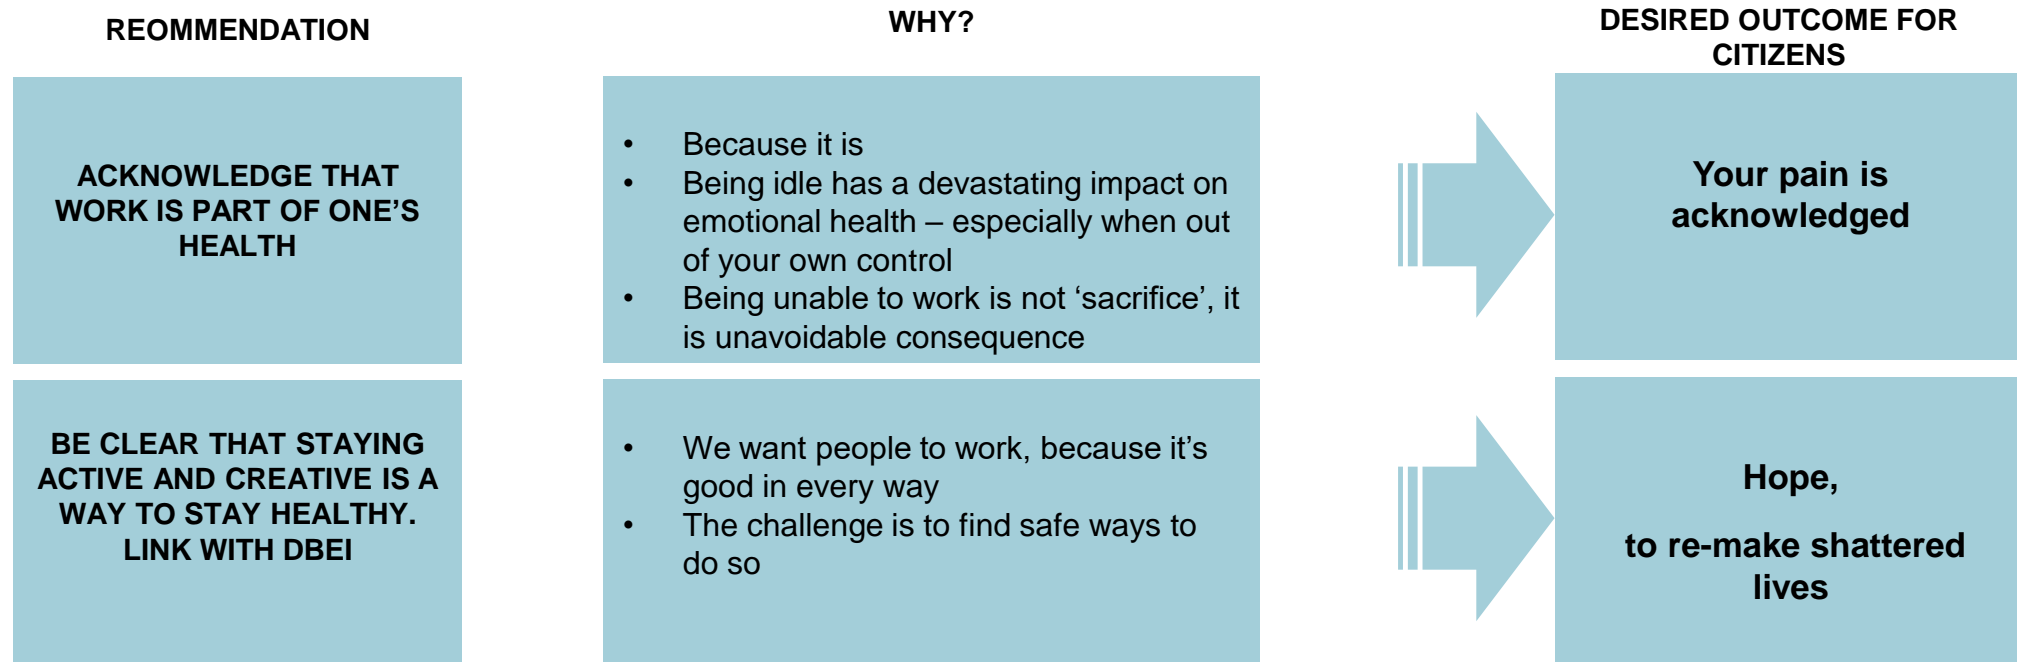 REOMMENDATION
WHY?
DESIRED OUTCOME FOR
CITIZENS
ACKNOWLEDGE THAT
WORK IS PART OF ONE’S
HEALTH
• Because it is
• Being idle has a devastating impact on
emotional health – especially when out
of your own control
• Being unable to work is not ‘sacrifice’, it
is unavoidable consequence
Your pain is
acknowledged
BE CLEAR THAT STAYING
ACTIVE AND CREATIVE IS A
WAY TO STAY HEALTHY.
LINK WITH DBEI
• We want people to work, because it’s
good in every way
• The challenge is to find safe ways to
do so
Hope,
to re-make shattered
lives